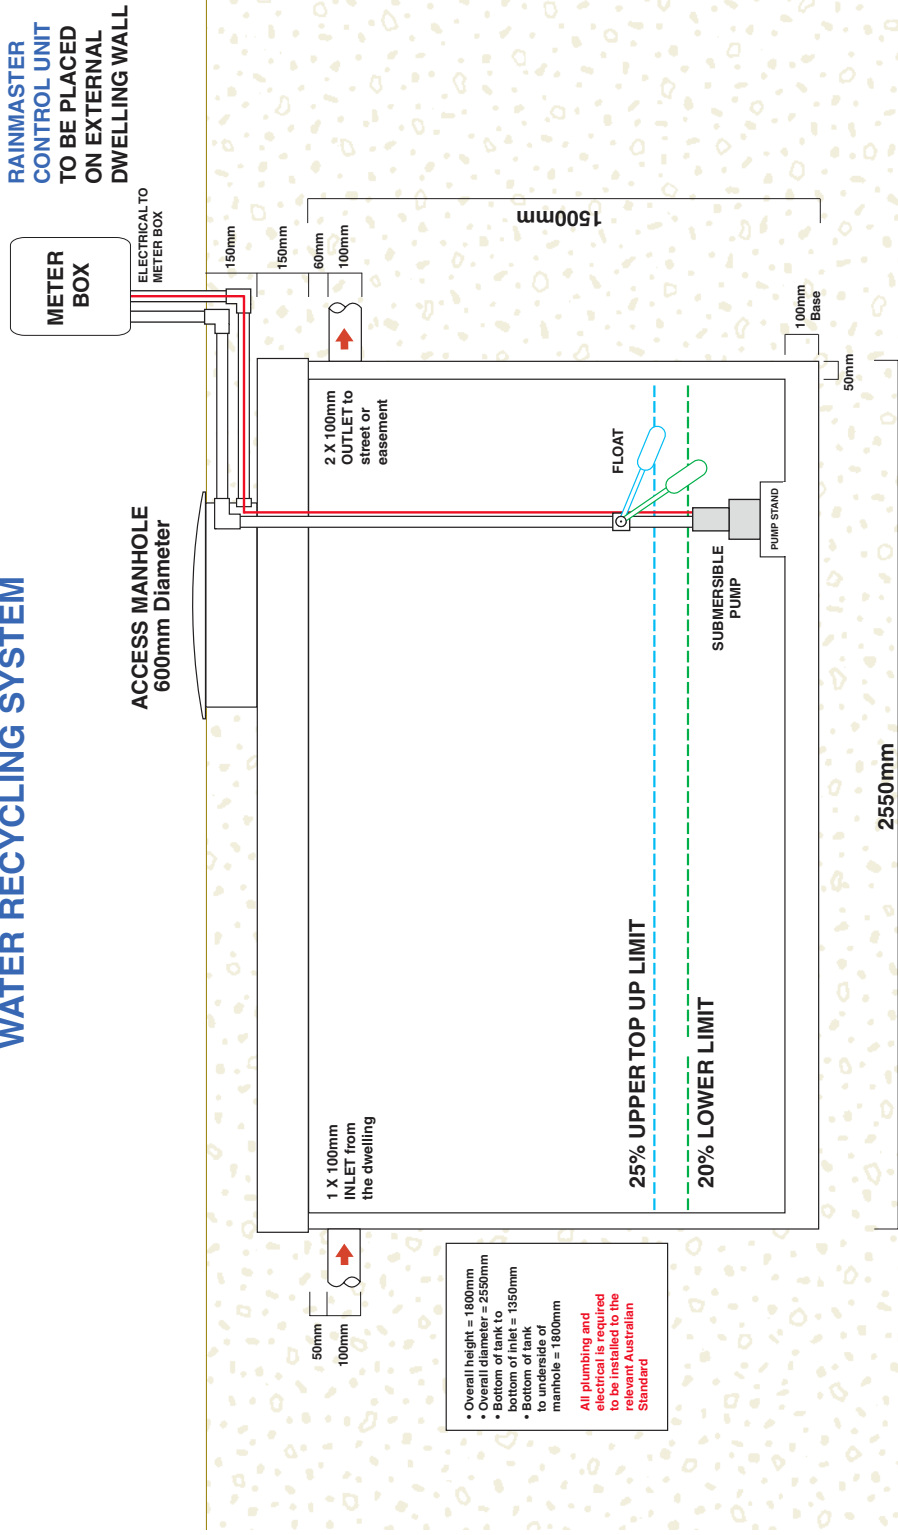 WATER RECYCLING SYSTEM
RAINMASTER
CONTROL UNIT
TO BE PLACED
ON EXTERNAL
DWELLING WALL
METER
BOX
ELECTRICAL TO
METER BOX
ACCESS MANHOLE
600mm Diameter
150mm
150mm
60mm
100mm
50mm
100mm
1 X 100mm
INLET from
the dwelling
2 X 100mm
OUTLET to
street or
easement
1500mm
FLOAT
25% UPPER TOP UP LIMIT
20% LOWER LIMIT
SUBMERSIBLE
PUMP
PUMP STAND
100mm
Base
50mm
2550mm
• Overall height = 1800mm
• Overall diameter = 2550mm
• Bottom of tank to
bottom of inlet = 1350mm
• Bottom of tank
to underside of
manhole = 1800mm
All plumbing and
electrical is required
to be installed to the
relevant Australian
Standard